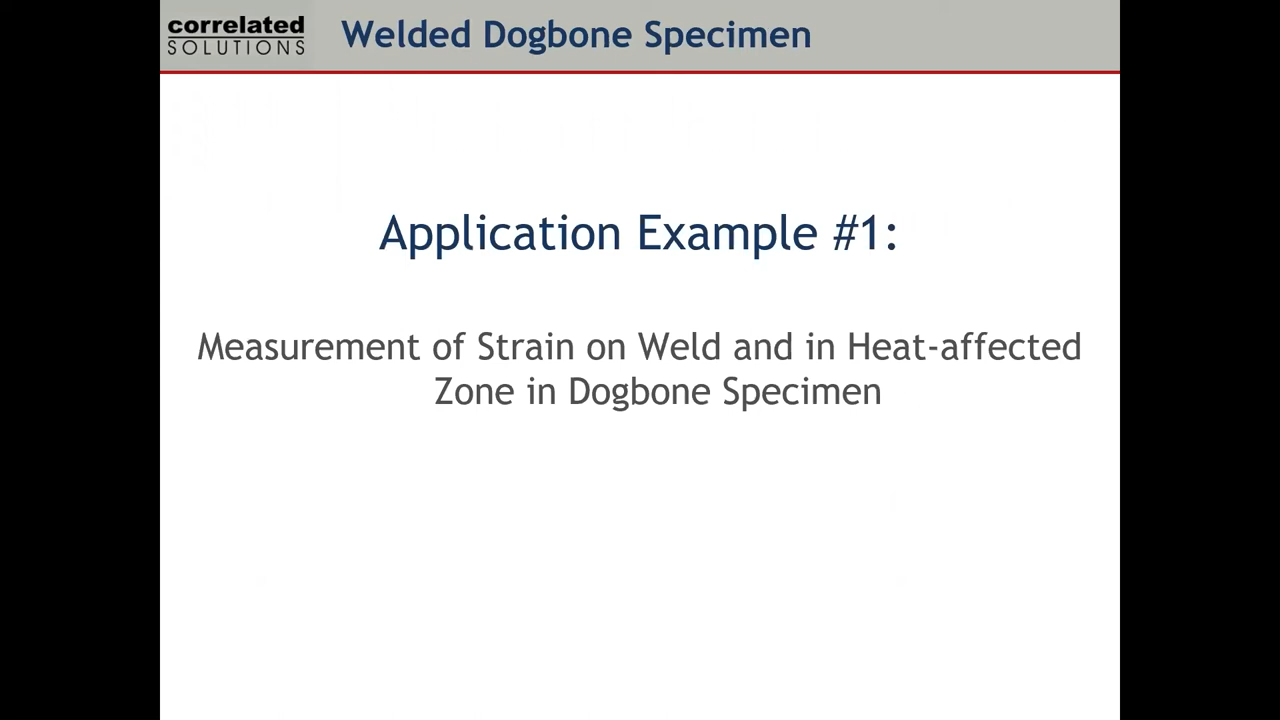 correlated
SOLUTIONS
Welded Dogbone Specimen
Application Example #1:
Measurement of Strain on Weld and in Heat-affected
Zone in Dogbone Specimen